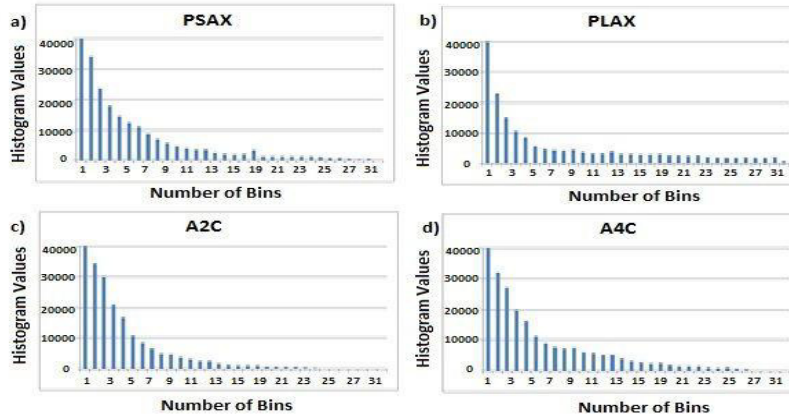 a) PSAX
Histogram Values
40000
30000
20000
10000
0
1 3 5 7 9 11 13 15 17 19 21 23 25 27 29 31
Number of Bins
b) PLAX
Histogram Values
40000
30000
20000
10000
0
1 3 5 7 9 11 13 15 17 19 21 23 25 27 29 31
Number of Bins
c) A2C
Histogram Values
40000
30000
20000
10000
0
1 3 5 7 9 11 13 15 17 19 21 23 25 27 29 31
Number of Bins
d) A4C
Histogram Values
40000
30000
20000
10000
0
1 3 5 7 9 11 13 15 17 19 21 23 25 27 29 31
Number of Bins